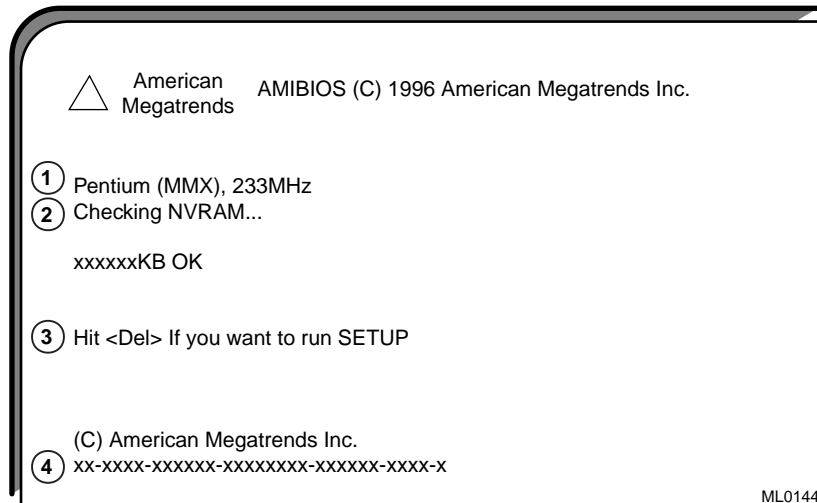 American
Megatrends
AMIBIOS (C) 1996 American Megatrends Inc.
1 Pentium (MMX), 233MHz
2 Checking NVRAM...
xxxxxxKB OK
3 Hit <Del> If you want to run SETUP
(C) American Megatrends Inc.
4 xx-xxxx-xxxxxx-xxxxxxxx-xxxxxx-xxxx-x
ML0144